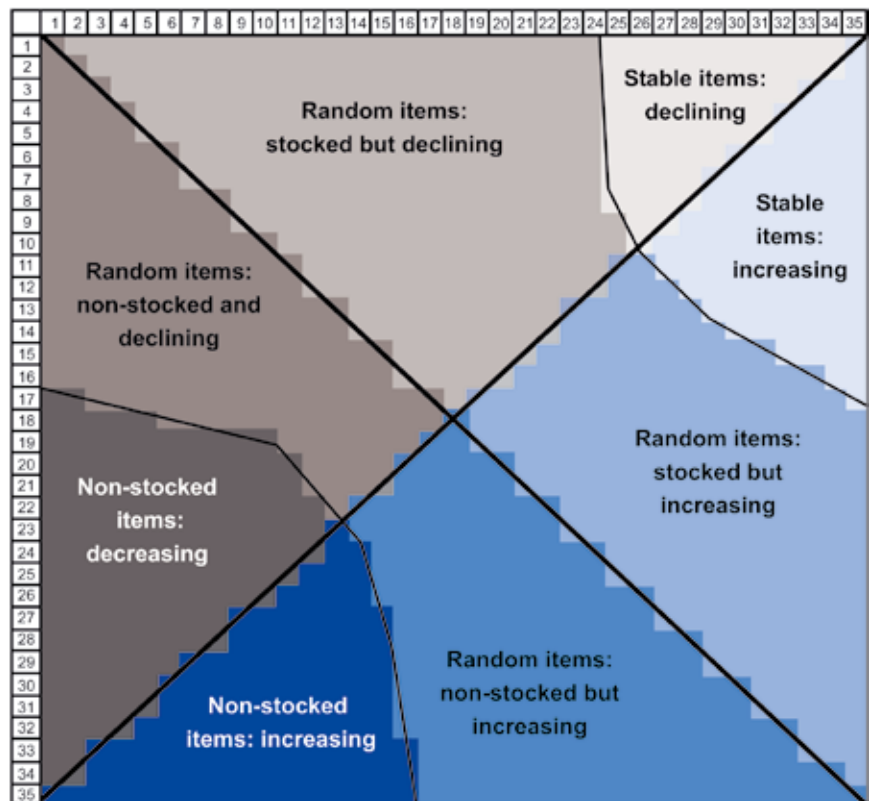 1 2 3 4 5 6 7 8 9 10 11 12 13 14 15 16 17 18 19 20 21 22 23 24 25 26 27 28 29 30 31 32 33 34 35
1
2
3
4
5
6
7
8
9
10
11
12
13
14
15
16
17
18
19
20
21
22
23
24
25
26
27
28
29
30
31
32
33
34
35
Random items:
stocked but declining
Stable items:
declining
Stable
items:
increasing
Random items:
non-stocked and
declining
Random items:
stocked but
increasing
Non-stocked
items:
decreasing
Random items:
non-stocked but
increasing
Non-stocked
items: increasing